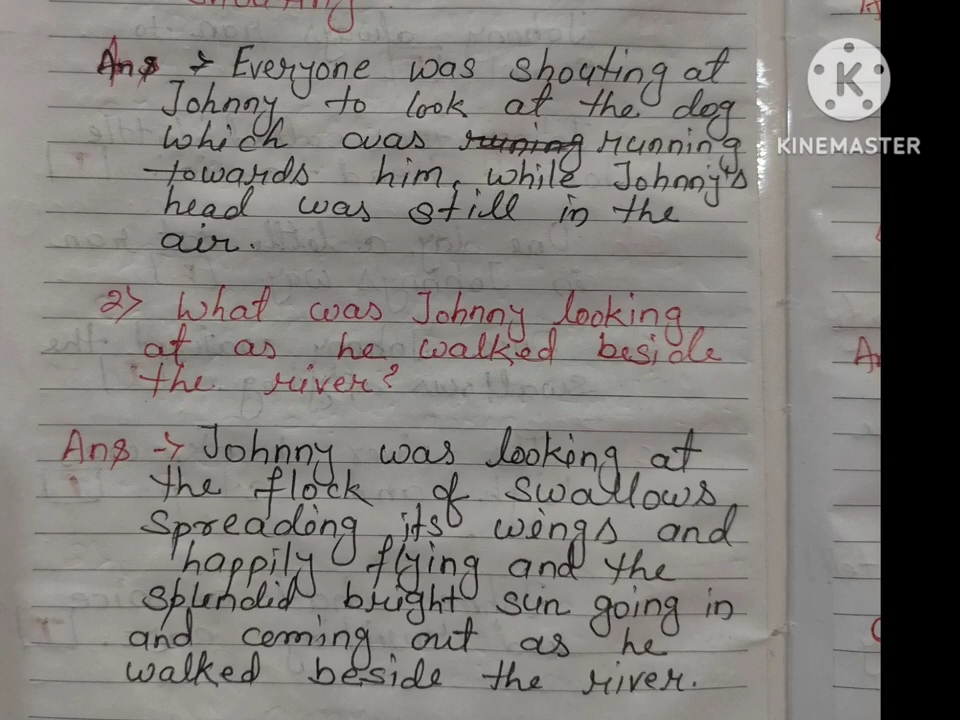 Ans → Everyone was shouting at
Johnny to look at the dog
which was runing running
towards him, while Johnny's
head was still in the
air.
2) What was Johnny looking
at as he walked beside
the river?
Ans → Johnny was looking at
the flock of swallows
spreading its wings and
happily flying and the
splendid bright sun going in
and coming out as he
walked beside the river.
K
KINEMASTER